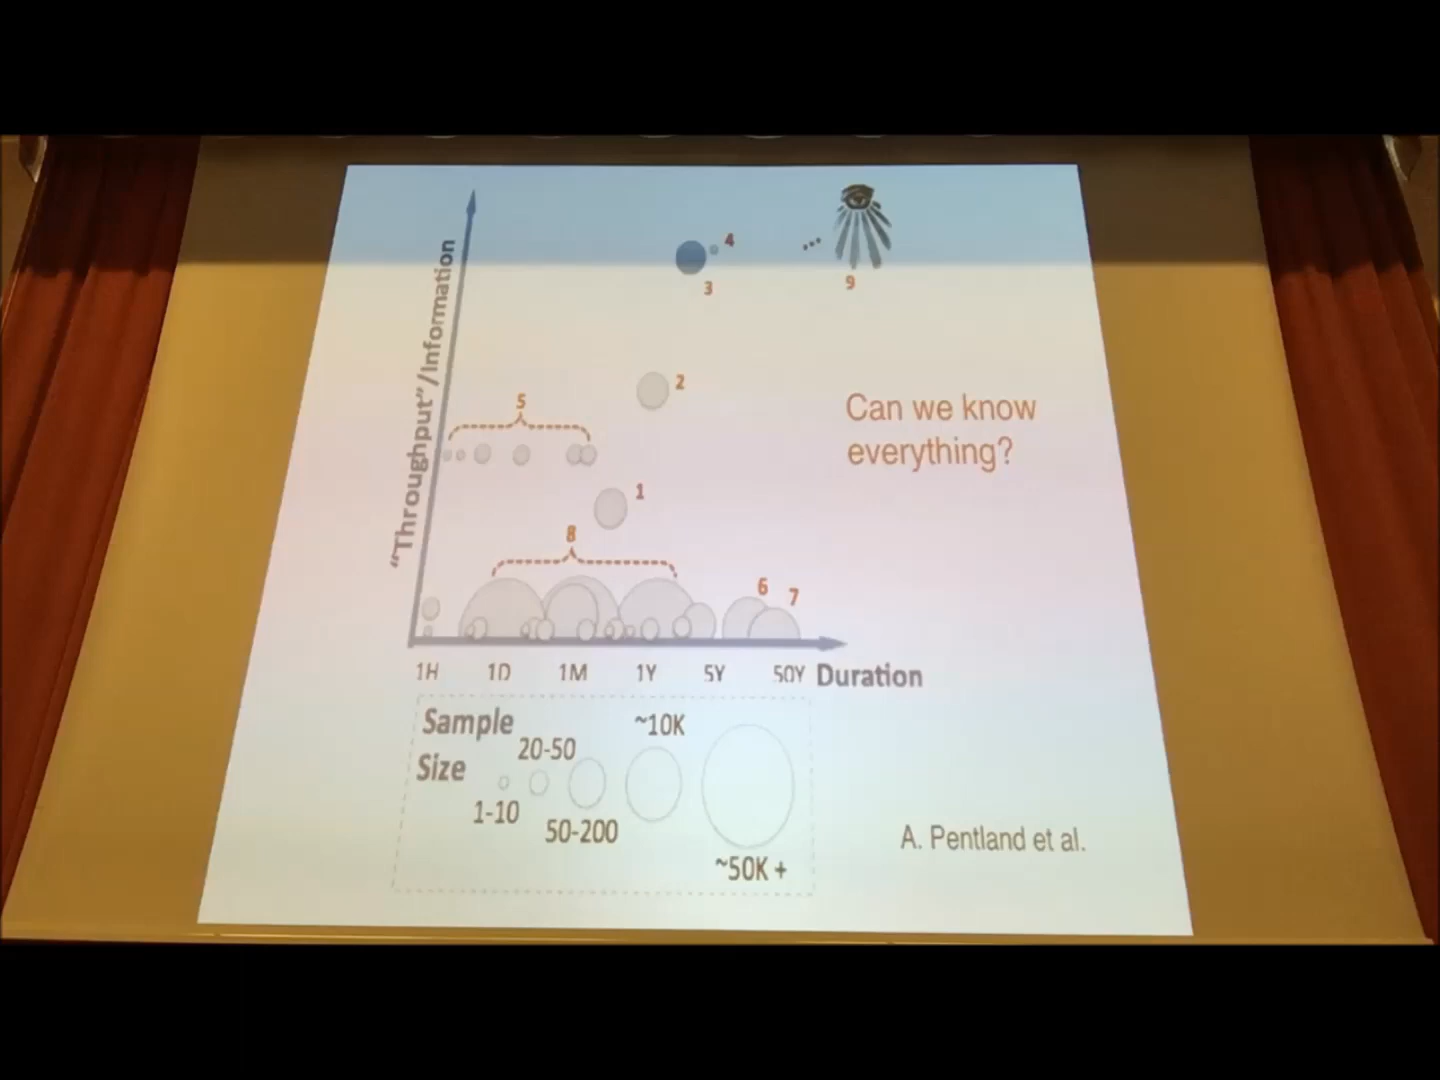 4
3
9
2
5
1
8
6
7
"Throughput"/Information
Can we know
everything?
1H 1D 1M 1Y 5Y 50Y Duration
Sample
Size
1-10
20-50
50-200
~10K
~50K +
A. Pentland et al.